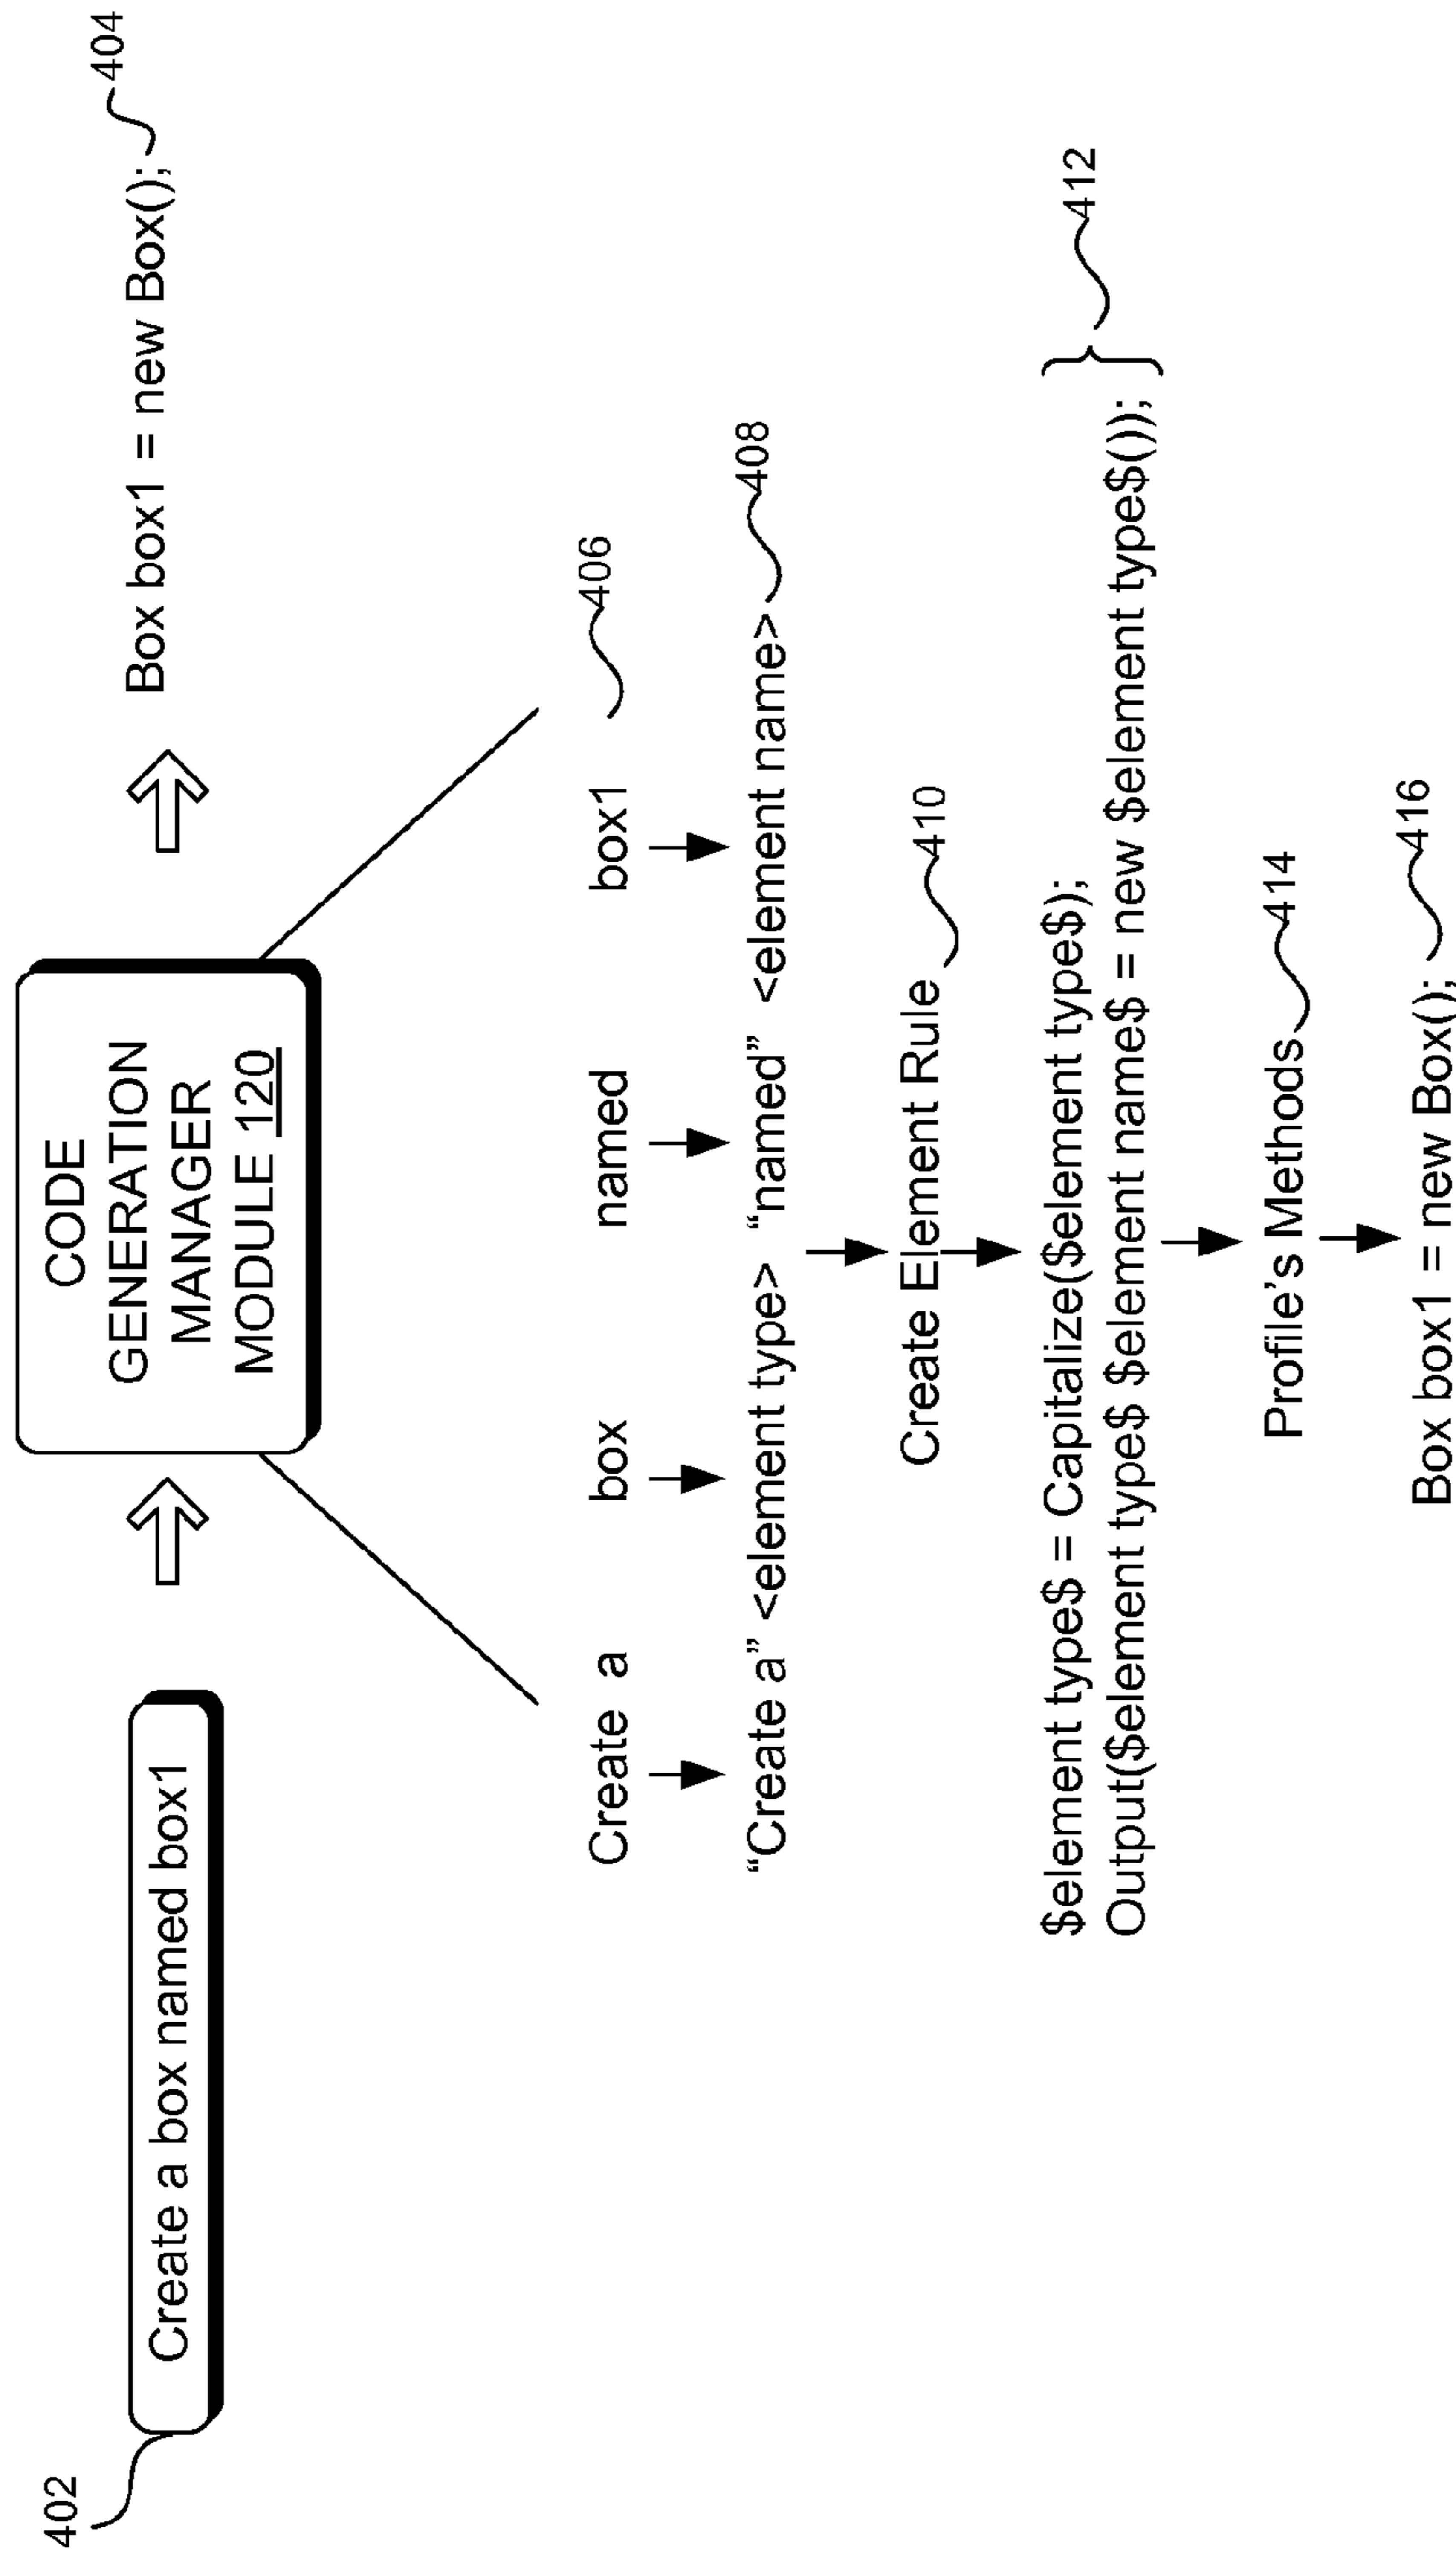 402
Create a box named box1
CODE
GENERATION
MANAGER
MODULE 120
Box box1 = new Box();
404
Create a box named box1
406
“Create a” <element type> “named” <element name>
408
Create Element Rule
410
$element type$ = Capitalize($element type$);
Output($element type$ $element name$ = new $element type$());
412
Profile’s Methods
414
Box box1 = new Box();
416